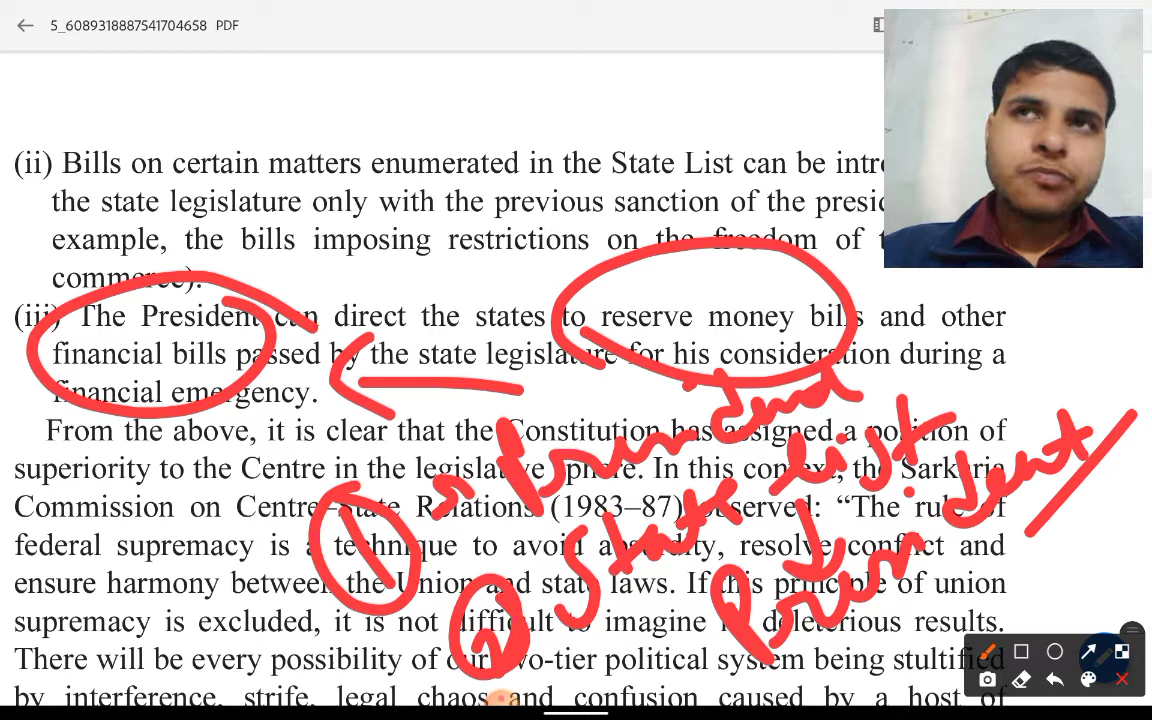 5_6089318887541704658 PDF
(ii) Bills on certain matters enumerated in the State List can be intr
the state legislature only with the previous sanction of the presid
example, the bills imposing restrictions on the freedom of t
commerce).
(iii) The President can direct the states to reserve money bills and other
financial bills passed by the state legislature for his consideration during a
financial emergency.
From the above, it is clear that the Constitution has assigned a position of
superiority to the Centre in the legislative sphere. In this context, the Sarkaria
Commission on Centre–State Relations (1983–87) observed: “The rule of
federal supremacy is a technique to avoid absurdity, resolve conflict and
ensure harmony between the Union and state laws. If this principle of union
supremacy is excluded, it is not difficult to imagine its deleterious results.
There will be every possibility of our two-tier political system being stultified
by interference, strife, legal chaos and confusion caused by a host of
1
2 State list
President